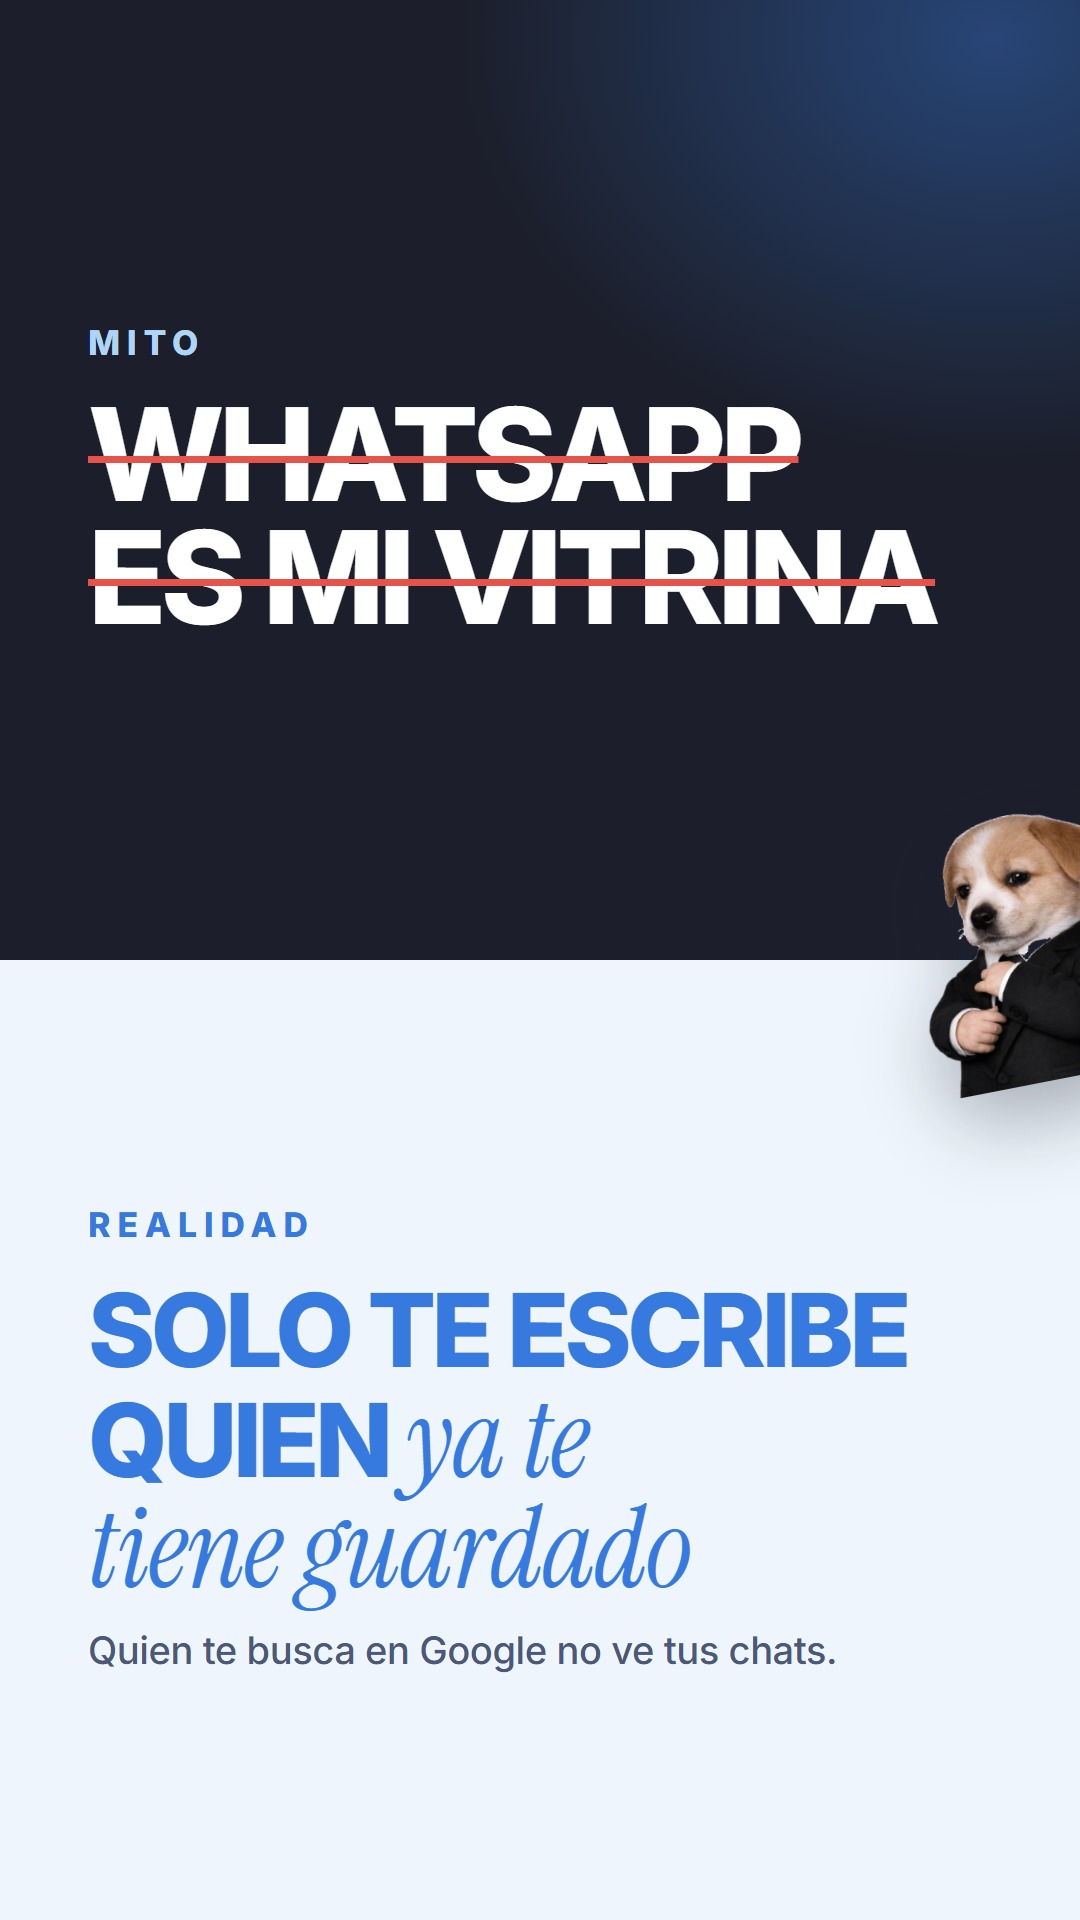 MITO
WHATSAPP
ES MI VITRINA
REALIDAD
SOLO TE ESCRIBE
QUIEN ya te
tiene guardado
Quien te busca en Google no ve tus chats.